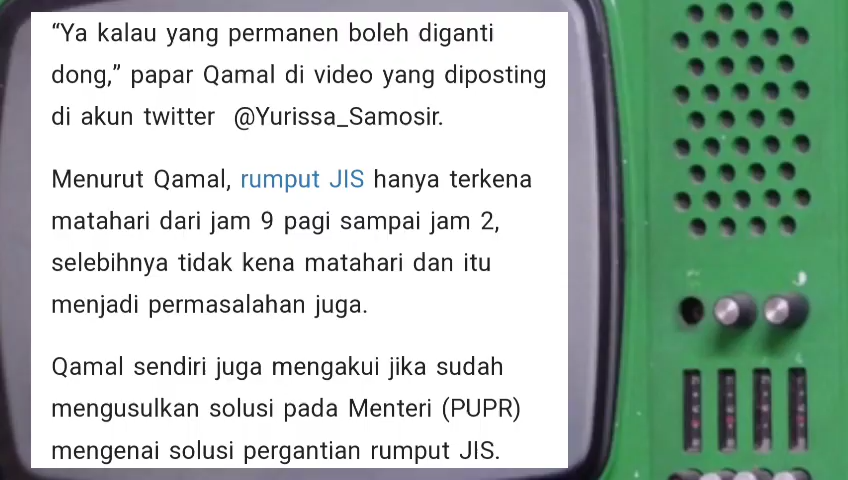 “Ya kalau yang permanen boleh diganti
dong,” papar Qamal di video yang diposting
di akun twitter @Yurissa_Samosir.
Menurut Qamal, rumput JIS hanya terkena
matahari dari jam 9 pagi sampai jam 2,
selebihnya tidak kena matahari dan itu
menjadi permasalahan juga.
Qamal sendiri juga mengakui jika sudah
mengusulkan solusi pada Menteri (PUPR)
mengenai solusi pergantian rumput JIS.